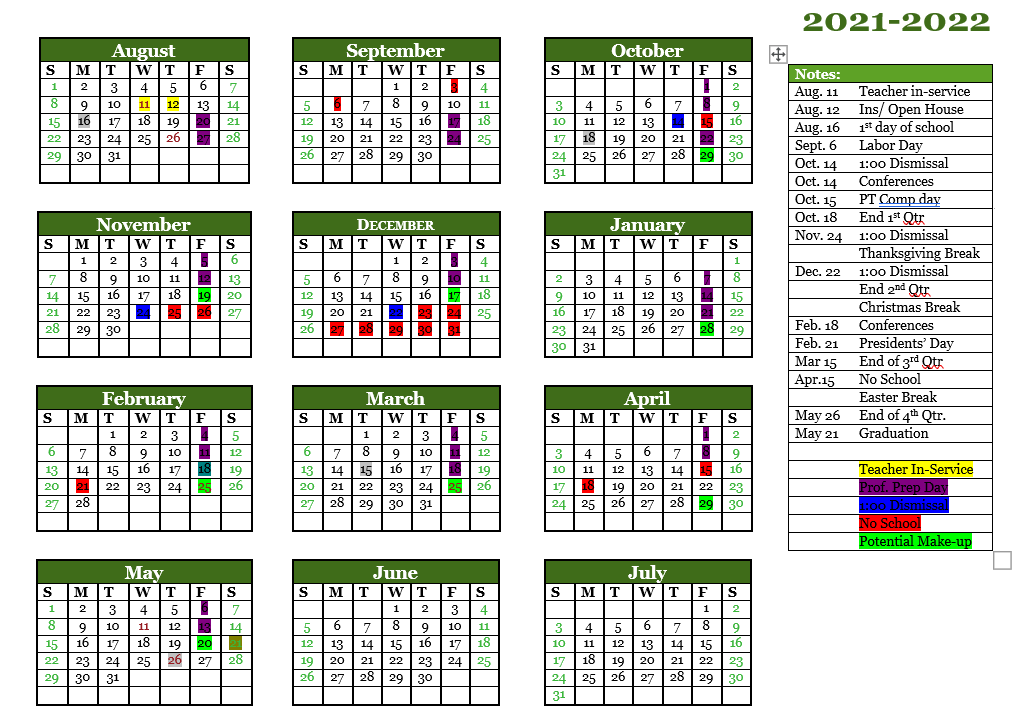 2021-2022
August
S M T W T F S
1 2 3 4 5 6 7
8 9 10 11 12 13 14
15 16 17 18 19 20 21
22 23 24 25 26 27 28
29 30 31
September
S M T W T F S
1 2 3 4
5 6 7 8 9 10 11
12 13 14 15 16 17 18
19 20 21 22 23 24 25
26 27 28 29 30
October
S M T W T F S
1 2
3 4 5 6 7 8 9
10 11 12 13 14 15 16
17 18 19 20 21 22 23
24 25 26 27 28 29 30
31
November
S M T W T F S
1 2 3 4 5 6
7 8 9 10 11 12 13
14 15 16 17 18 19 20
21 22 23 24 25 26 27
28 29 30
DECEMBER
S M T W T F S
1 2 3 4
5 6 7 8 9 10 11
12 13 14 15 16 17 18
19 20 21 22 23 24 25
26 27 28 29 30 31
January
S M T W T F S
1
2 3 4 5 6 7 8
9 10 11 12 13 14 15
16 17 18 19 20 21 22
23 24 25 26 27 28 29
30 31
February
S M T W T F S
1 2 3 4 5
6 7 8 9 10 11 12
13 14 15 16 17 18 19
20 21 22 23 24 25 26
27 28
March
S M T W T F S
1 2 3 4 5
6 7 8 9 10 11 12
13 14 15 16 17 18 19
20 21 22 23 24 25 26
27 28 29 30 31
April
S M T W T F S
1 2
3 4 5 6 7 8 9
10 11 12 13 14 15 16
17 18 19 20 21 22 23
24 25 26 27 28 29 30
May
S M T W T F S
1 2 3 4 5 6 7
8 9 10 11 12 13 14
15 16 17 18 19 20
22 23 24 25 26 27 28
29 30 31
June
S M T W T F S
1 2 3 4
5 6 7 8 9 10 11
12 13 14 15 16 17 18
19 20 21 22 23 24 25
26 27 28 29 30
July
S M T W T F S
1 2
3 4 5 6 7 8 9
10 11 12 13 14 15 16
17 18 19 20 21 22 23
24 25 26 27 28 29 30
31
Notes:
Aug. 11 Teacher in-service
Aug. 12 Ins/ Open House
Aug. 16 1st day of school
Sept. 6 Labor Day
Oct. 14 1:00 Dismissal
Oct. 14 Conferences
Oct. 15 PT Comp.day
Oct. 18 End 1st Qtr
Nov. 24 1:00 Dismissal
Thanksgiving Break
Dec. 22 1:00 Dismissal
End 2nd Qtr
Christmas Break
Feb. 18 Conferences
Feb. 21 Presidents' Day
Mar 15 End of 3rd Qtr
Apr.15 No School
Easter Break
May 26 End of 4th Qtr.
May 21 Graduation
Teacher In-Service
Prof. Prep Day
1:00 Dismissal
No School
Potential Make-up